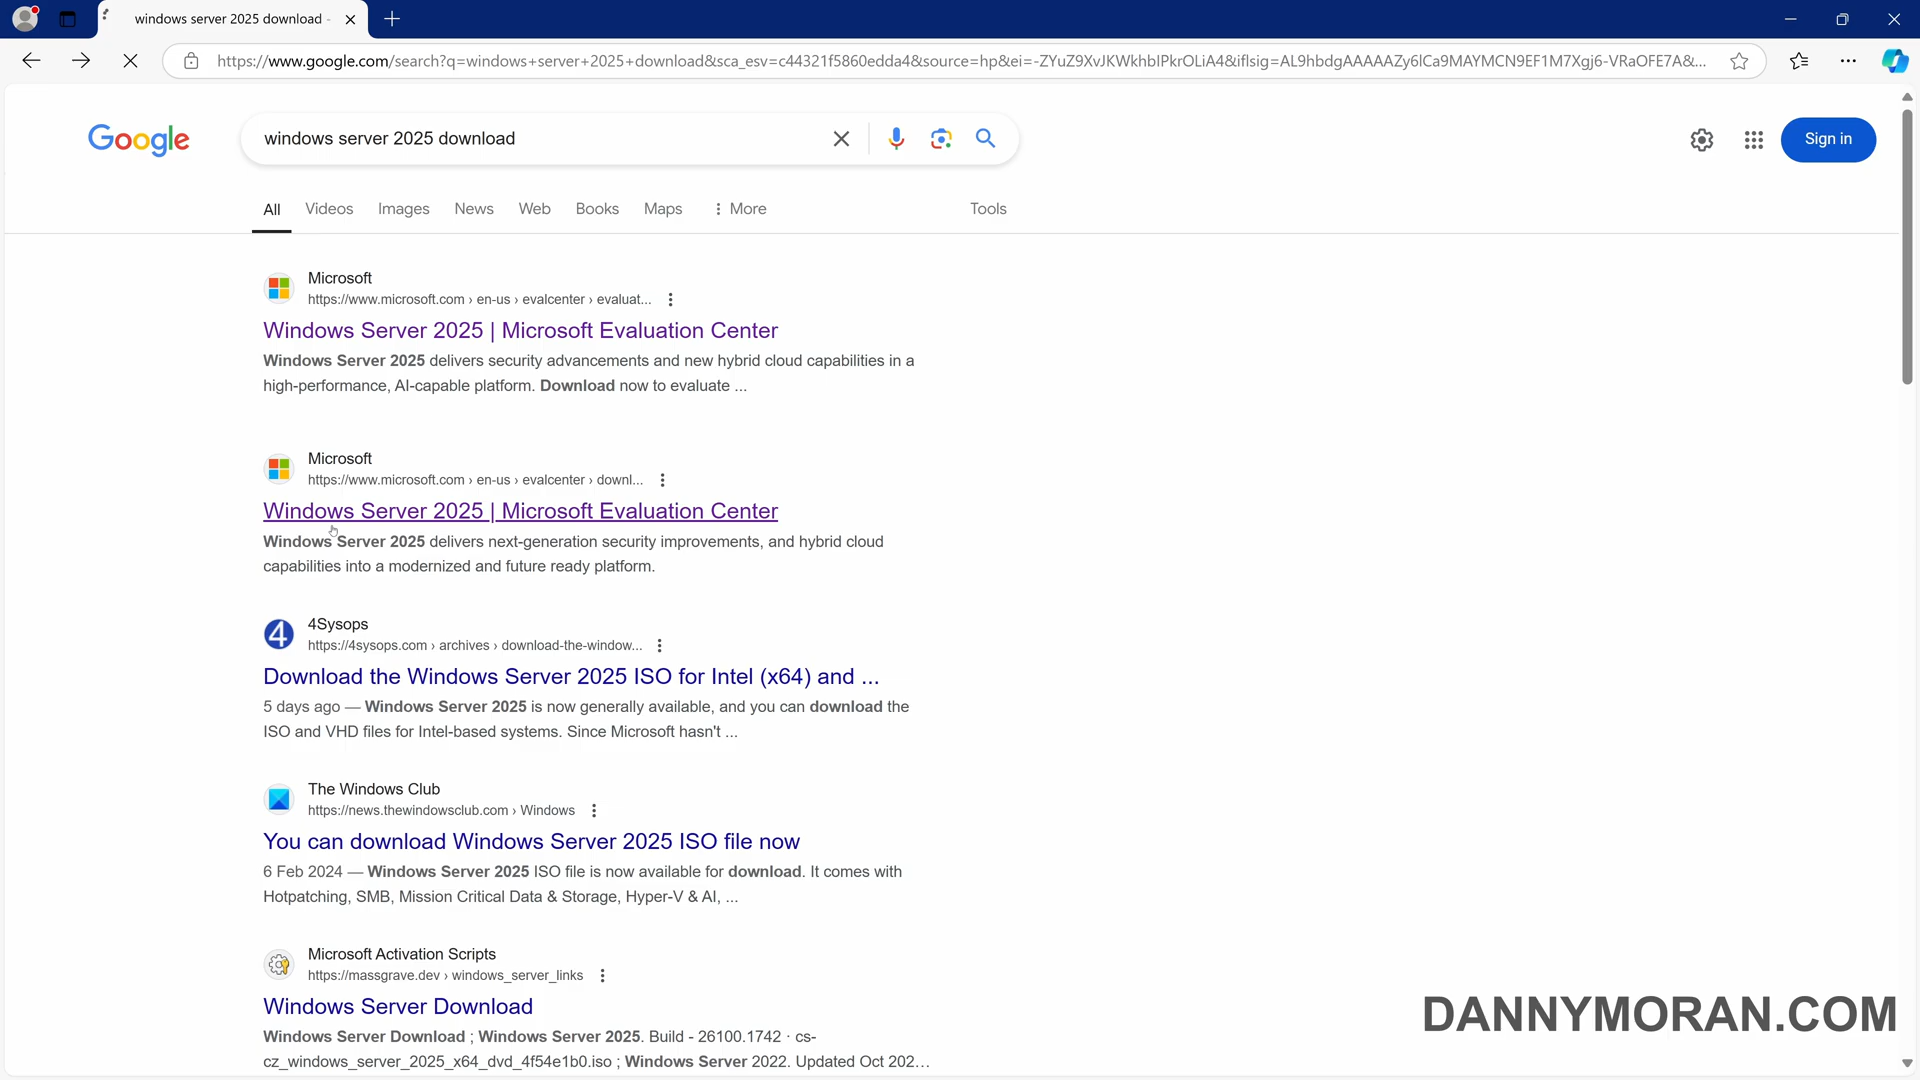 windows server 2025 download -
https://www.google.com/search?q=windows+server+2025+download&sca_esv=c44321f5860edda4&source=hp&ei=-ZYuZ9XvJKWkhbIPkrOLiA4&iflsig=AL9hbdgAAAAAZy6lCa9MAYMCN9EF1M7Xgj6-VRaOFE7A&...
Google
windows server 2025 download
Sign in
All Videos Images News Web Books Maps More Tools
Microsoft
https://www.microsoft.com › en-us › evalcenter › evaluat...
Windows Server 2025 | Microsoft Evaluation Center
Windows Server 2025 delivers security advancements and new hybrid cloud capabilities in a
high-performance, AI-capable platform. Download now to evaluate ...
Microsoft
https://www.microsoft.com › en-us › evalcenter › downl...
Windows Server 2025 | Microsoft Evaluation Center
Windows Server 2025 delivers next-generation security improvements, and hybrid cloud
capabilities into a modernized and future ready platform.
4
4Sysops
https://4sysops.com › archives › download-the-window...
Download the Windows Server 2025 ISO for Intel (x64) and ...
5 days ago — Windows Server 2025 is now generally available, and you can download the
ISO and VHD files for Intel-based systems. Since Microsoft hasn't ...
The Windows Club
https://news.thewindowsclub.com › Windows
You can download Windows Server 2025 ISO file now
6 Feb 2024 — Windows Server 2025 ISO file is now available for download. It comes with
Hotpatching, SMB, Mission Critical Data & Storage, Hyper-V & AI, ...
Microsoft Activation Scripts
https://massgrave.dev › windows_server_links
Windows Server Download
Windows Server Download ; Windows Server 2025. Build - 26100.1742 · cs-
cz_windows_server_2025_x64_dvd_4f54e1b0.iso ; Windows Server 2022. Updated Oct 202...
DANNYMORAN.COM